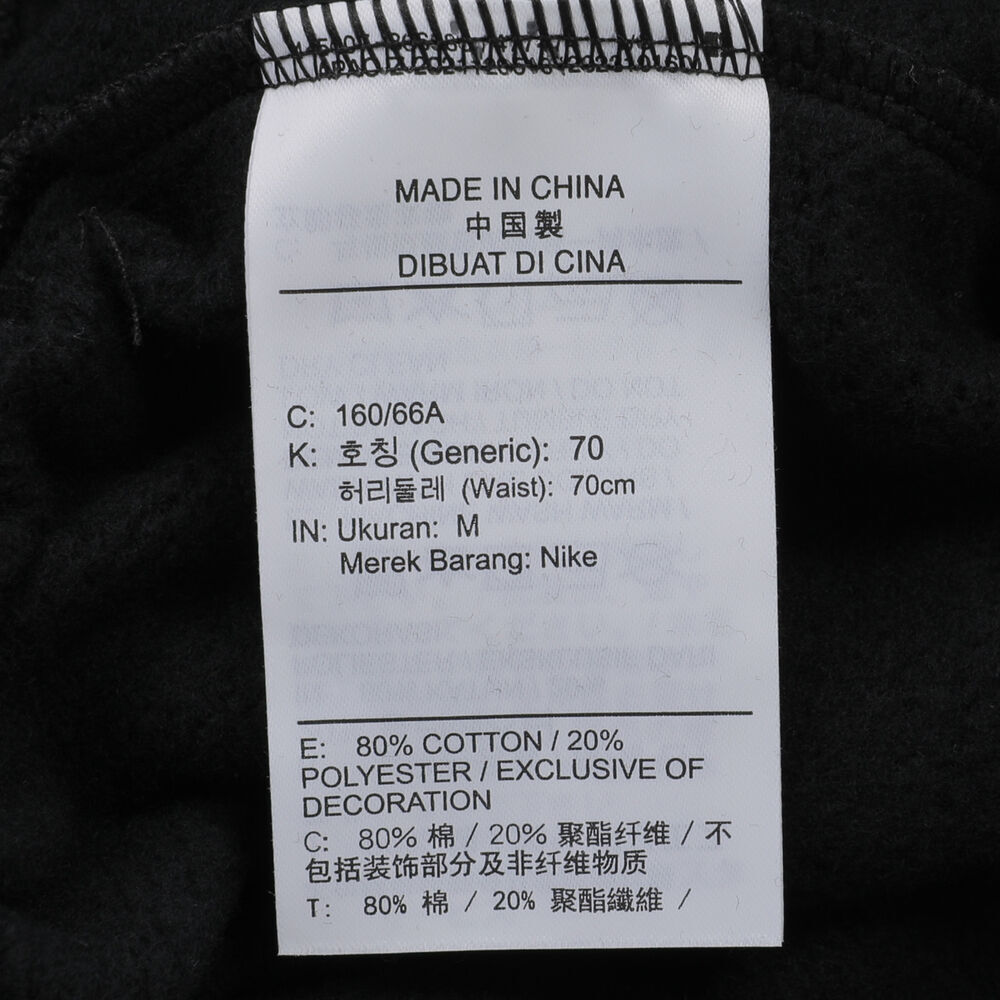 MADE IN CHINA
中国製
DIBUAT DI CINA
C: 160/66A
K: 호칭 (Generic): 70
허리둘레 (Waist): 70cm
IN: Ukuran: M
Merek Barang: Nike
E: 80% COTTON / 20%
POLYESTER / EXCLUSIVE OF
DECORATION
C: 80% 棉 / 20% 聚酯纤维 / 不
包括装饰部分及非纤维物质
T: 80% 棉 / 20% 聚酯纖維 /